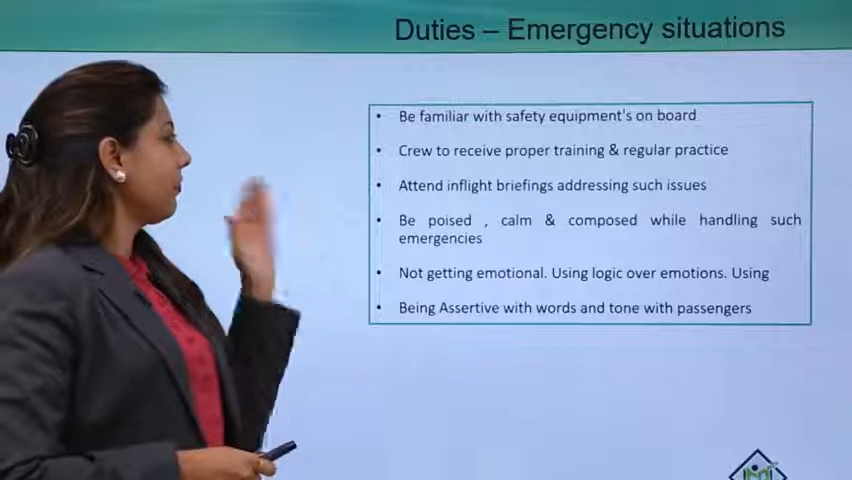 Duties – Emergency situations
• Be familiar with safety equipment's on board
• Crew to receive proper training & regular practice
• Attend inflight briefings addressing such issues
• Be poised , calm & composed while handling such
emergencies
• Not getting emotional. Using logic over emotions. Using
• Being Assertive with words and tone with passengers